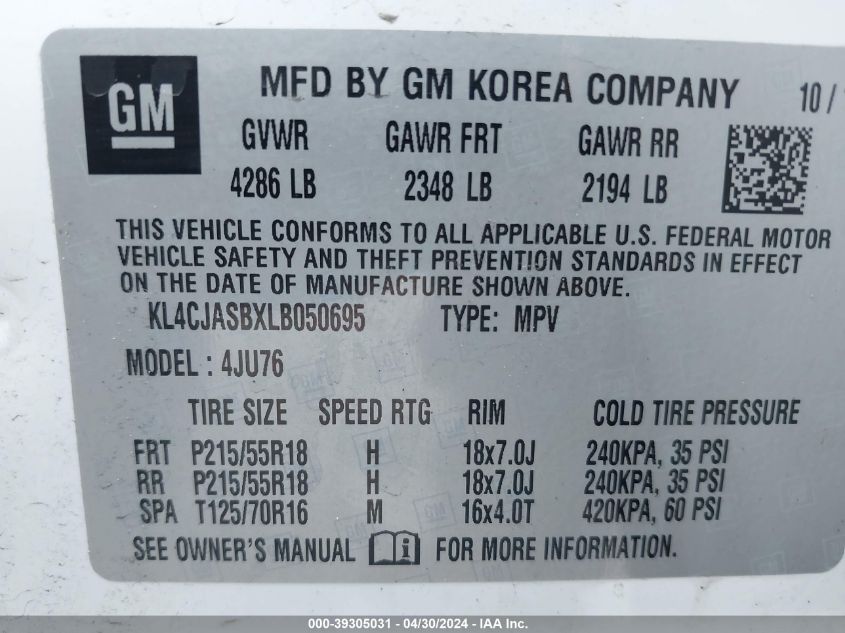 GM
MFD BY GM KOREA COMPANY 10/
GVWR GAWR FRT GAWR RR
4286 LB 2348 LB 2194 LB
THIS VEHICLE CONFORMS TO ALL APPLICABLE U.S. FEDERAL MOTOR
VEHICLE SAFETY AND THEFT PREVENTION STANDARDS IN EFFECT
ON THE DATE OF MANUFACTURE SHOWN ABOVE.
KL4CJASBXLB050695 TYPE: MPV
MODEL : 4JU76
TIRE SIZE SPEED RTG RIM COLD TIRE PRESSURE
FRT P215/55R18 H 18x7.0J 240KPA, 35 PSI
RR P215/55R18 H 18x7.0J 240KPA, 35 PSI
SPA T125/70R16 M 16x4.0T 420KPA, 60 PSI
SEE OWNER'S MANUAL i FOR MORE INFORMATION.
000-39305031 - 04/30/2024 - IAA Inc.